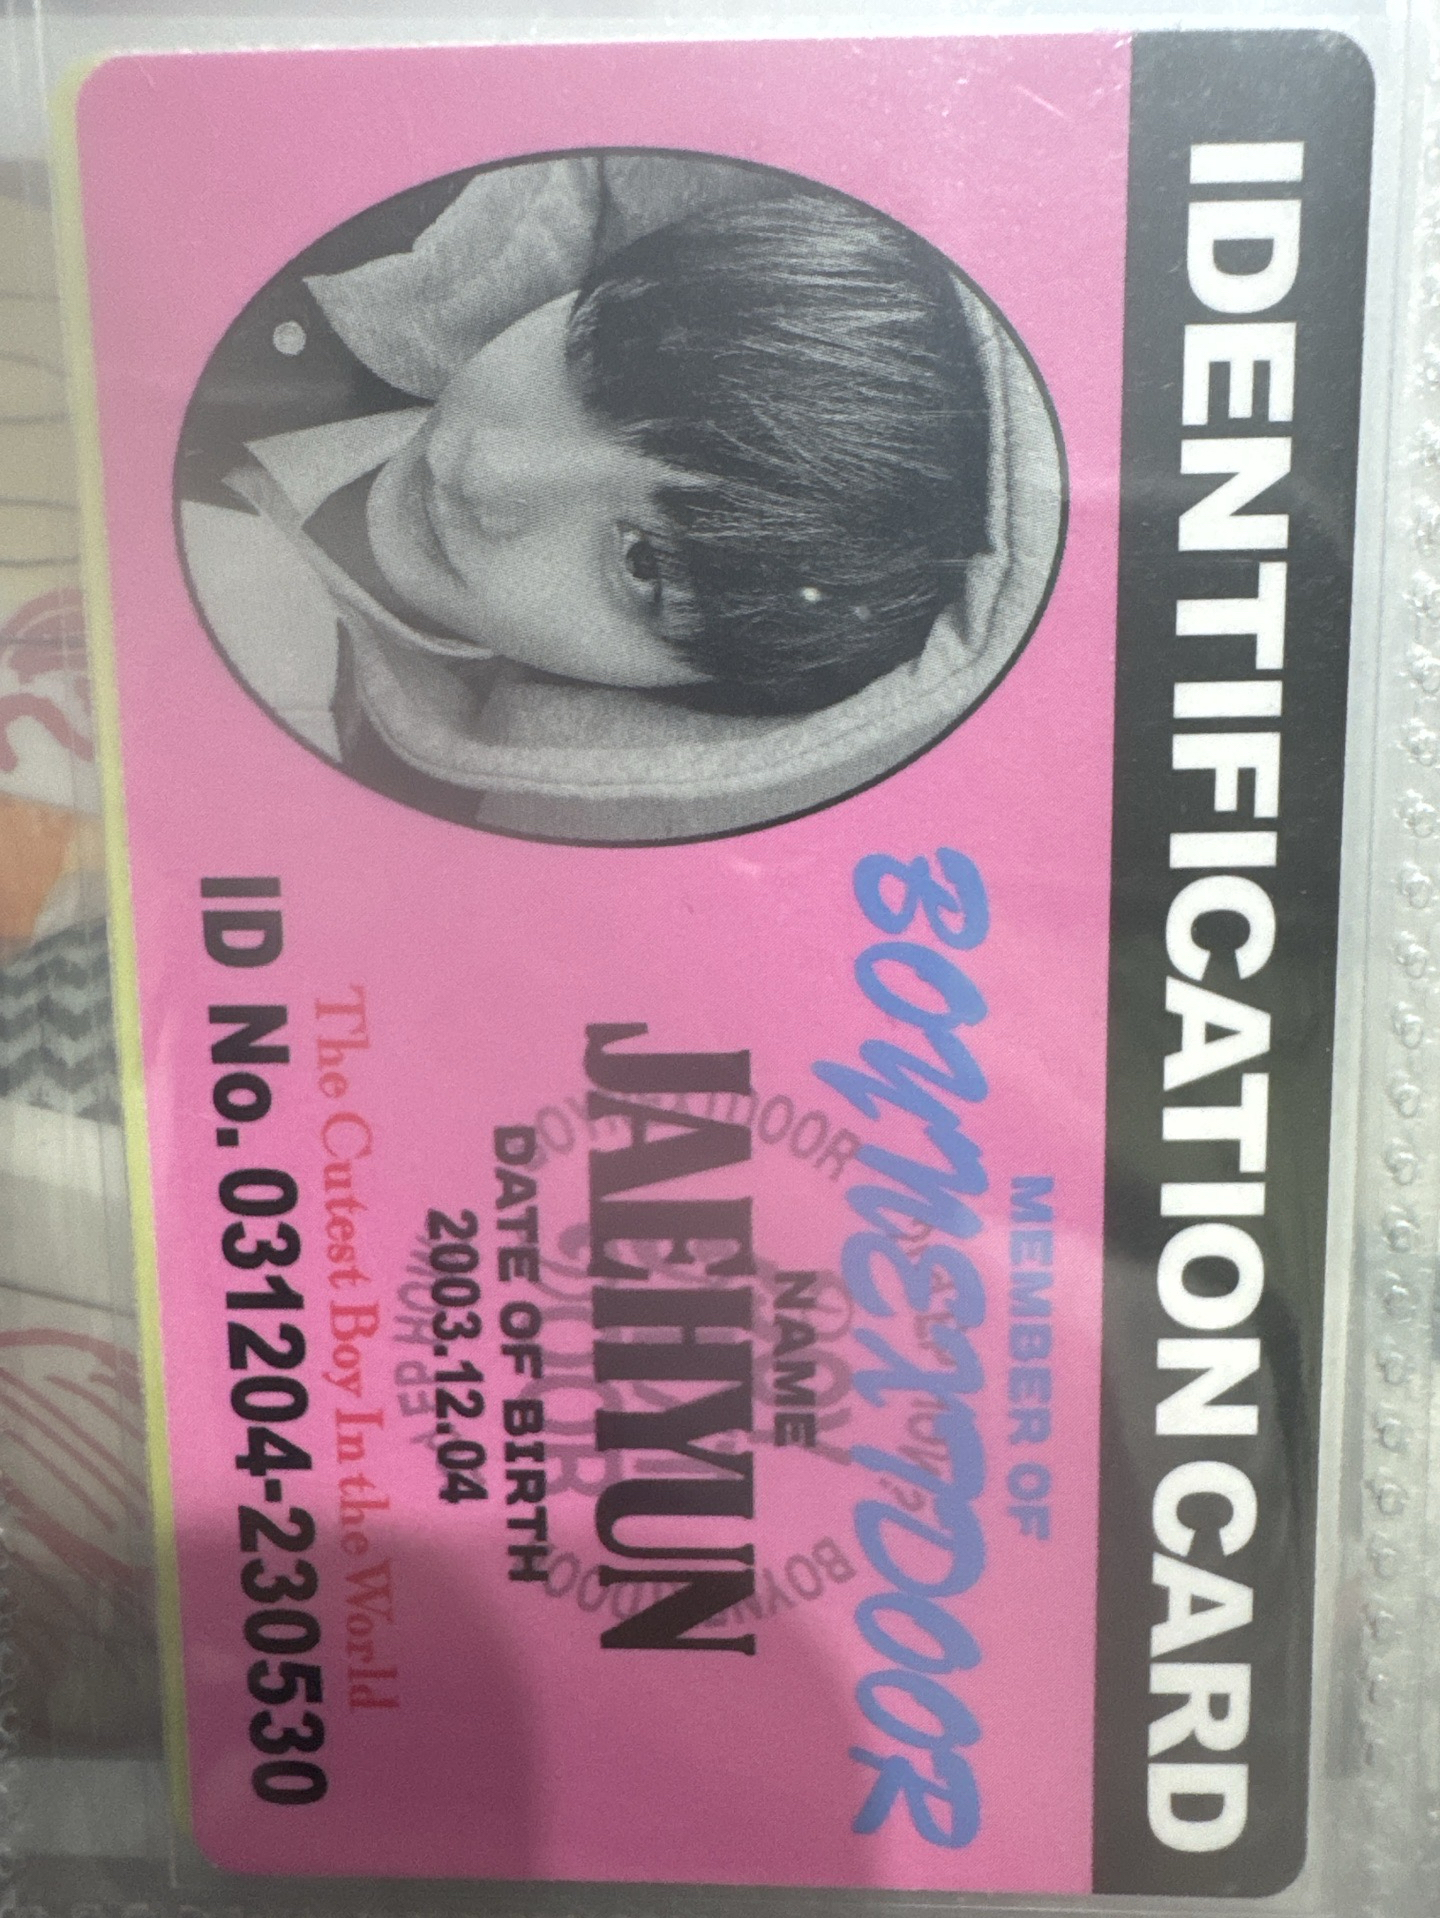 IDENTIFICATION CARD
MEMBER OF
BOYNEXTDOOR
NAME
JAEHYUN
DATE OF BIRTH
2003.12.04
The Cutest Boy In the World
ID No. 031204-230530